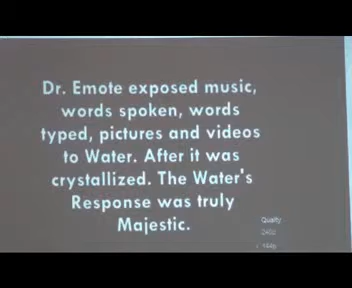 Dr. Emote exposed music,
words spoken, words
typed, pictures and videos
to Water. After it was
crystallized. The Water's
Response was truly
Majestic.
Quality